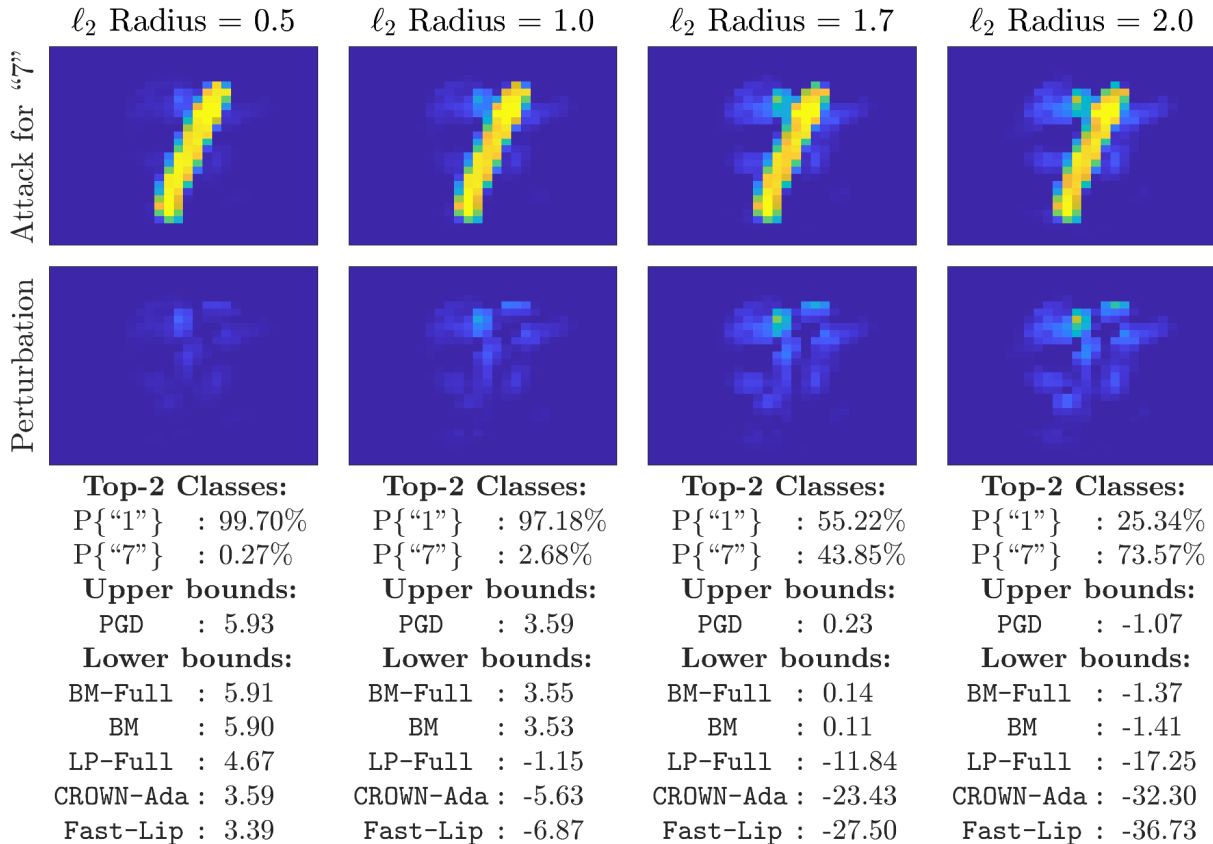 ℓ₂ Radius = 0.5 ℓ₂ Radius = 1.0 ℓ₂ Radius = 1.7 ℓ₂ Radius = 2.0
Attack for “7”
Perturbation
Top-2 Classes: Top-2 Classes: Top-2 Classes: Top-2 Classes:
P{“1”} : 99.70% P{“1”} : 97.18% P{“1”} : 55.22% P{“1”} : 25.34%
P{“7”} : 0.27% P{“7”} : 2.68% P{“7”} : 43.85% P{“7”} : 73.57%
Upper bounds: Upper bounds: Upper bounds: Upper bounds:
PGD : 5.93 PGD : 3.59 PGD : 0.23 PGD : -1.07
Lower bounds: Lower bounds: Lower bounds: Lower bounds:
BM-Full : 5.91 BM-Full : 3.55 BM-Full : 0.14 BM-Full : -1.37
BM : 5.90 BM : 3.53 BM : 0.11 BM : -1.41
LP-Full : 4.67 LP-Full : -1.15 LP-Full : -11.84 LP-Full : -17.25
CROWN-Ada : 3.59 CROWN-Ada : -5.63 CROWN-Ada : -23.43 CROWN-Ada : -32.30
Fast-Lip : 3.39 Fast-Lip : -6.87 Fast-Lip : -27.50 Fast-Lip : -36.73